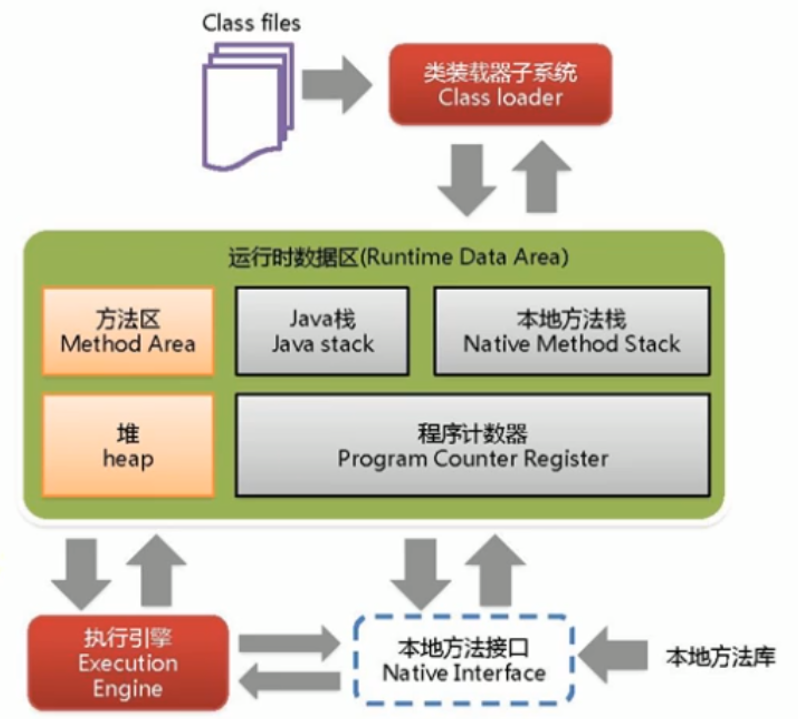 Class files
类装载器子系统
Class loader
运行时数据区(Runtime Data Area)
方法区
Method Area
Java栈
Java stack
本地方法栈
Native Method Stack
堆
heap
程序计数器
Program Counter Register
执行引擎
Execution
Engine
本地方法接口
Native Interface
本地方法库